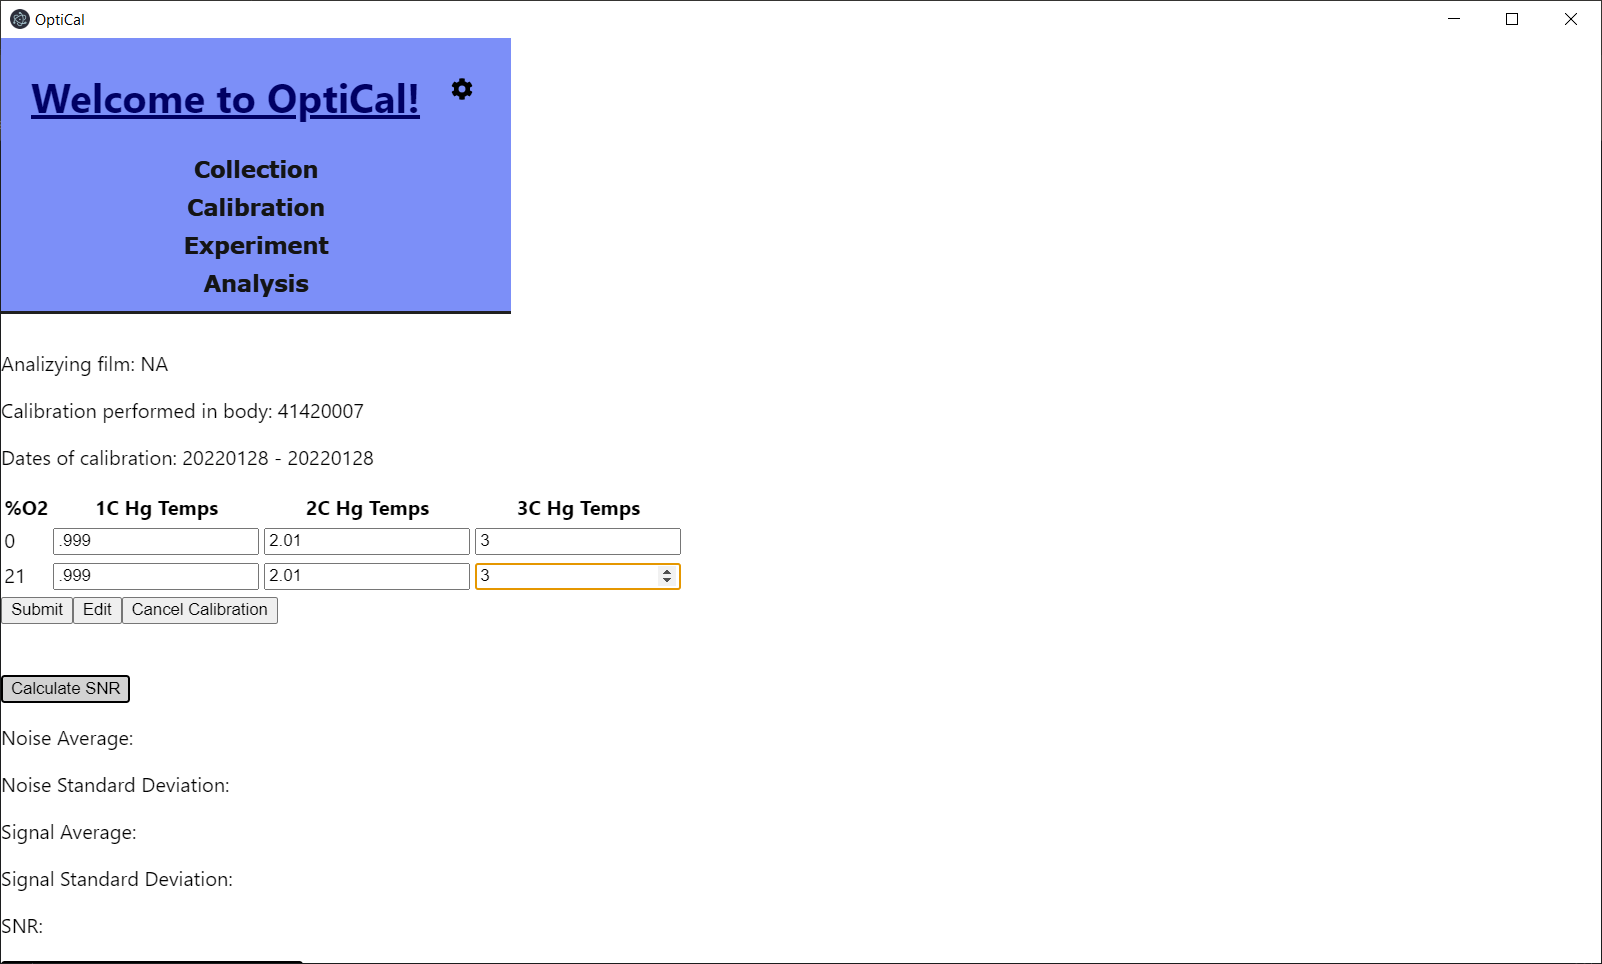 OptiCal
Welcome to OptiCal!
Collection
Calibration
Experiment
Analysis
Analizying film: NA
Calibration performed in body: 41420007
Dates of calibration: 20220128 - 20220128
%O2 1C Hg Temps 2C Hg Temps 3C Hg Temps
0 .999 2.01 3
21 .999 2.01 3
Submit Edit Cancel Calibration
Calculate SNR
Noise Average:
Noise Standard Deviation:
Signal Average:
Signal Standard Deviation:
SNR: